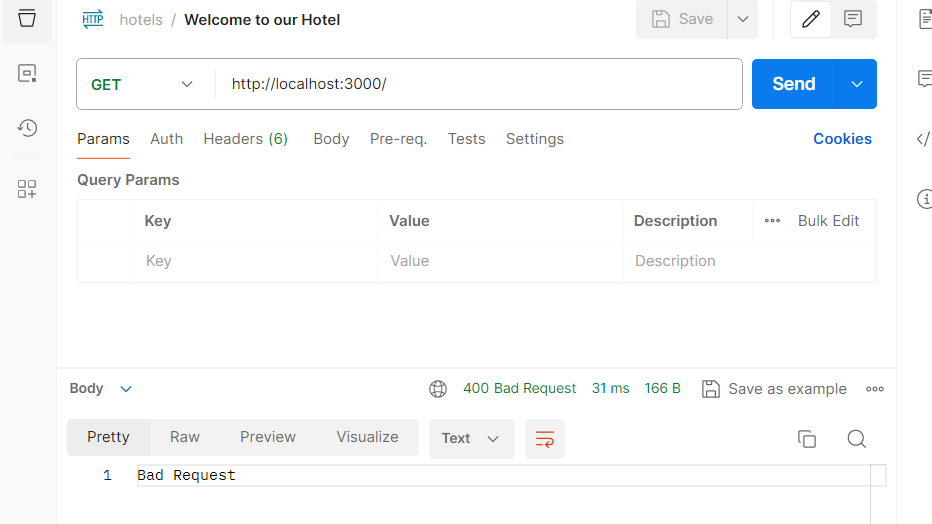 HTTP hotels / Welcome to our Hotel Save
GET http://localhost:3000/ Send
Params Auth Headers (6) Body Pre-req. Tests Settings Cookies
Query Params
Key Value Description Bulk Edit
Key Value Description
Body 400 Bad Request 31 ms 166 B Save as example
Pretty Raw Preview Visualize Text
1 Bad Request